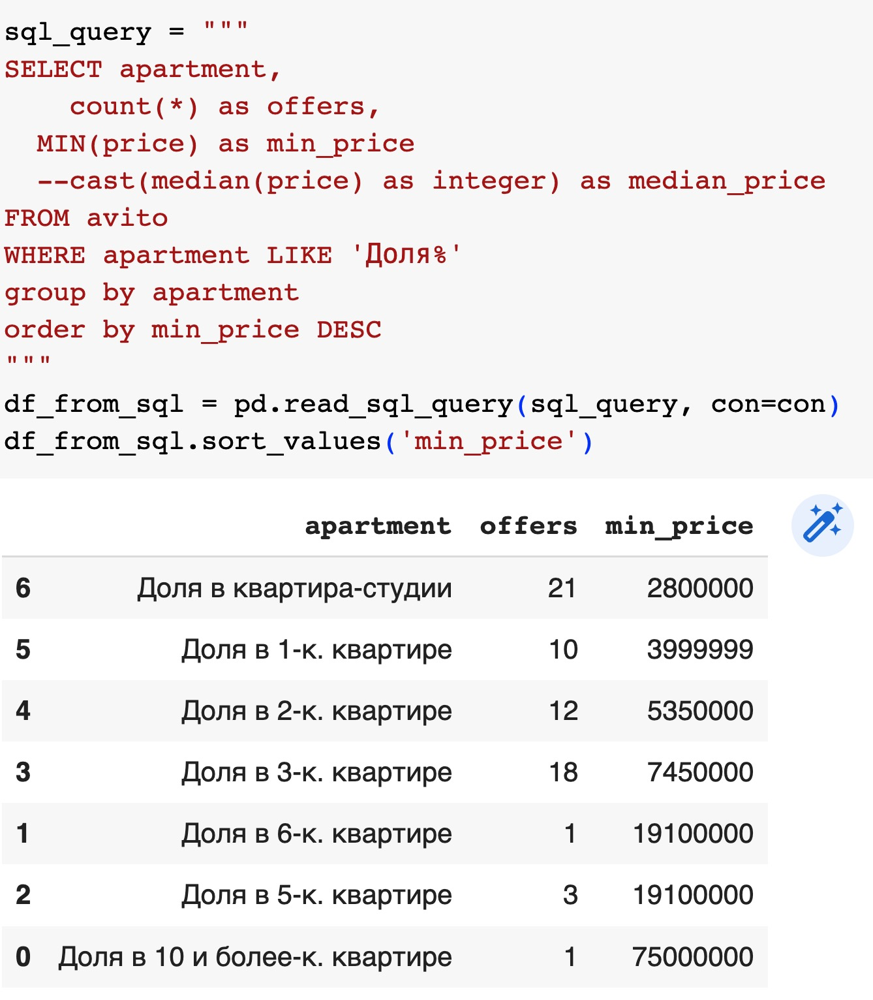 sql_query = """
SELECT apartment,
    count(*) as offers,
  MIN(price) as min_price
  --cast(median(price) as integer) as median_price
FROM avito
WHERE apartment LIKE 'Доля%'
group by apartment
order by min_price DESC
"""
df_from_sql = pd.read_sql_query(sql_query, con=con)
df_from_sql.sort_values('min_price')
apartment offers min_price
6 Доля в квартира-студии 21 2800000
5 Доля в 1-к. квартире 10 3999999
4 Доля в 2-к. квартире 12 5350000
3 Доля в 3-к. квартире 18 7450000
1 Доля в 6-к. квартире 1 19100000
2 Доля в 5-к. квартире 3 19100000
0 Доля в 10 и более-к. квартире 1 75000000